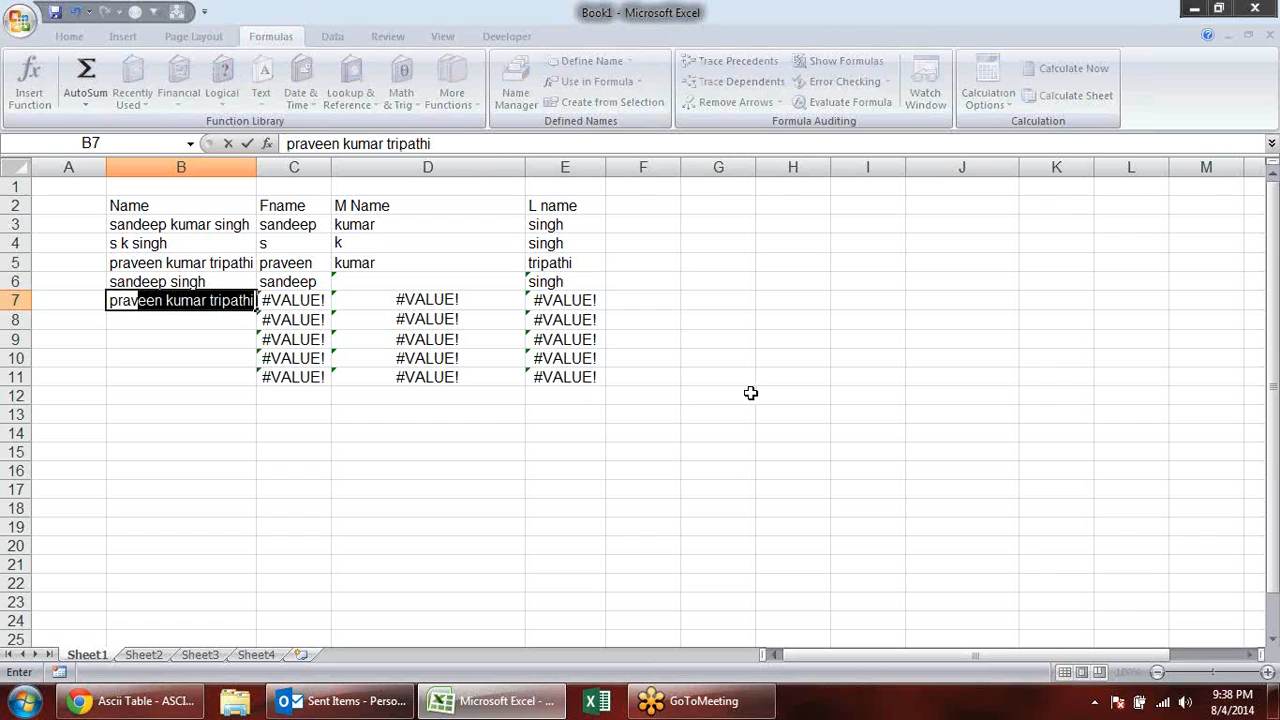 Book1 - Microsoft Excel
Home Insert Page Layout Formulas Data Review View Developer
Insert Function
AutoSum
Recently Used
Financial
Logical
Text
Date & Time
Lookup & Reference
Math & Trig
More Functions
Function Library
Name Manager
Define Name
Use in Formula
Create from Selection
Defined Names
Trace Precedents
Trace Dependents
Remove Arrows
Show Formulas
Error Checking
Evaluate Formula
Formula Auditing
Watch Window
Calculation Options
Calculate Now
Calculate Sheet
Calculation
B7 fx praveen kumar tripathi
A B C D E F G H I J K L M
1
2 Name Fname M Name L name
3 sandeep kumar singh sandeep kumar singh
4 s k singh s k singh
5 praveen kumar tripathi praveen kumar tripathi
6 sandeep singh sandeep singh
7 praveen kumar tripathi #VALUE! #VALUE! #VALUE!
8 #VALUE! #VALUE! #VALUE!
9 #VALUE! #VALUE! #VALUE!
10 #VALUE! #VALUE! #VALUE!
11 #VALUE! #VALUE! #VALUE!
12
13
14
15
16
17
18
19
20
21
22
23
24
25
Sheet1 Sheet2 Sheet3 Sheet4
Enter 100%
Ascii Table - ASCI... Sent Items - Perso... Microsoft Excel - ... GoToMeeting
9:38 PM
8/4/2014